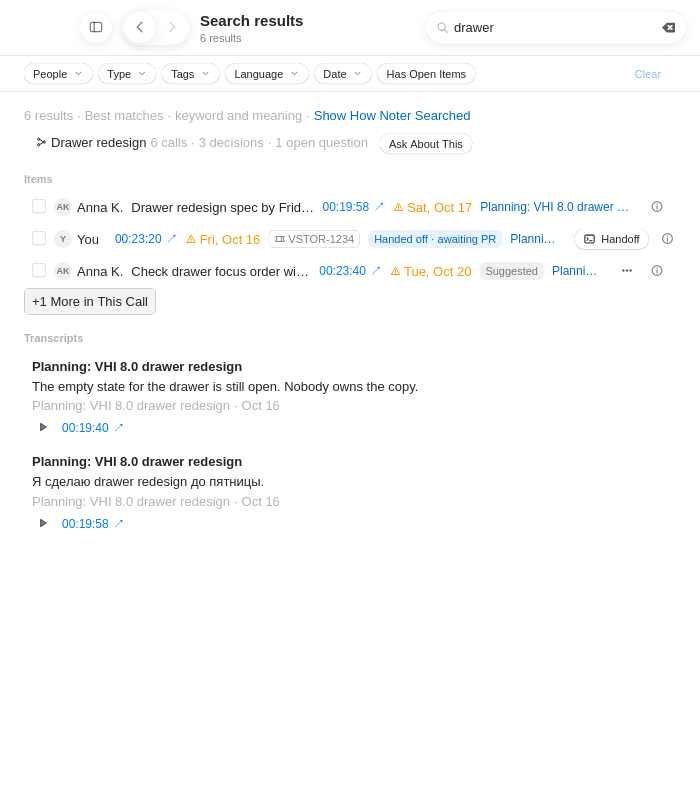 Search results
6 results
drawer
People
Type
Tags
Language
Date
Has Open Items
Clear
6 results · Best matches · keyword and meaning · Show How Noter Searched
Drawer redesign 6 calls · 3 decisions · 1 open question Ask About This
Items
AK Anna K. Drawer redesign spec by Frid… 00:19:58 ↗ Sat, Oct 17 Planning: VHI 8.0 drawer …
Y You 00:23:20 ↗ Fri, Oct 16 VSTOR-1234 Handed off · awaiting PR Planni… Handoff
AK Anna K. Check drawer focus order wi… 00:23:40 ↗ Tue, Oct 20 Suggested Planni…
+1 More in This Call
Transcripts
Planning: VHI 8.0 drawer redesign
The empty state for the drawer is still open. Nobody owns the copy.
Planning: VHI 8.0 drawer redesign · Oct 16
00:19:40 ↗
Planning: VHI 8.0 drawer redesign
Я сделаю drawer redesign до пятницы.
Planning: VHI 8.0 drawer redesign · Oct 16
00:19:58 ↗